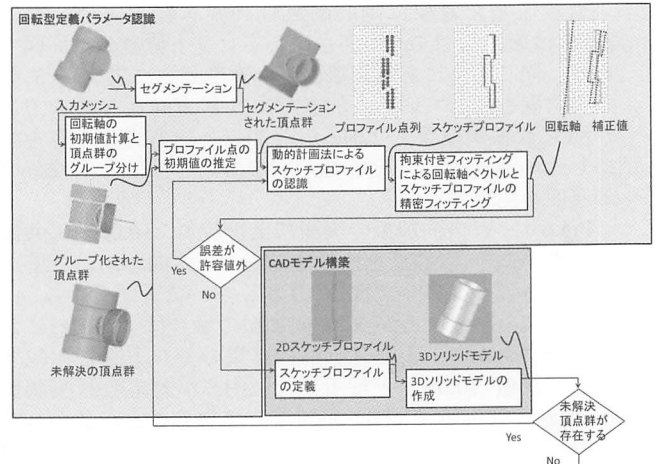 回転型定義パラメータ認識
入力メッシュ
セグメンテーション
セグメンテーション
された頂点群
プロファイル点列
スケッチプロファイル
回転軸 補正値
回転軸の
初期値計算と
頂点群の
グループ分け
プロファイル点の
初期値の推定
動的計画法による
スケッチプロファイル
の認識
拘束付きフィッティング
による回転軸ベクトルと
スケッチプロファイルの
精密フィッティング
グループ化された
頂点群
誤差が
許容値外
Yes
No
未解決の頂点群
CADモデル構築
2Dスケッチプロファイル
3Dソリッドモデル
スケッチプロファイル
の定義
3Dソリッドモデルの
作成
未解決
頂点群が
存在する
Yes
No